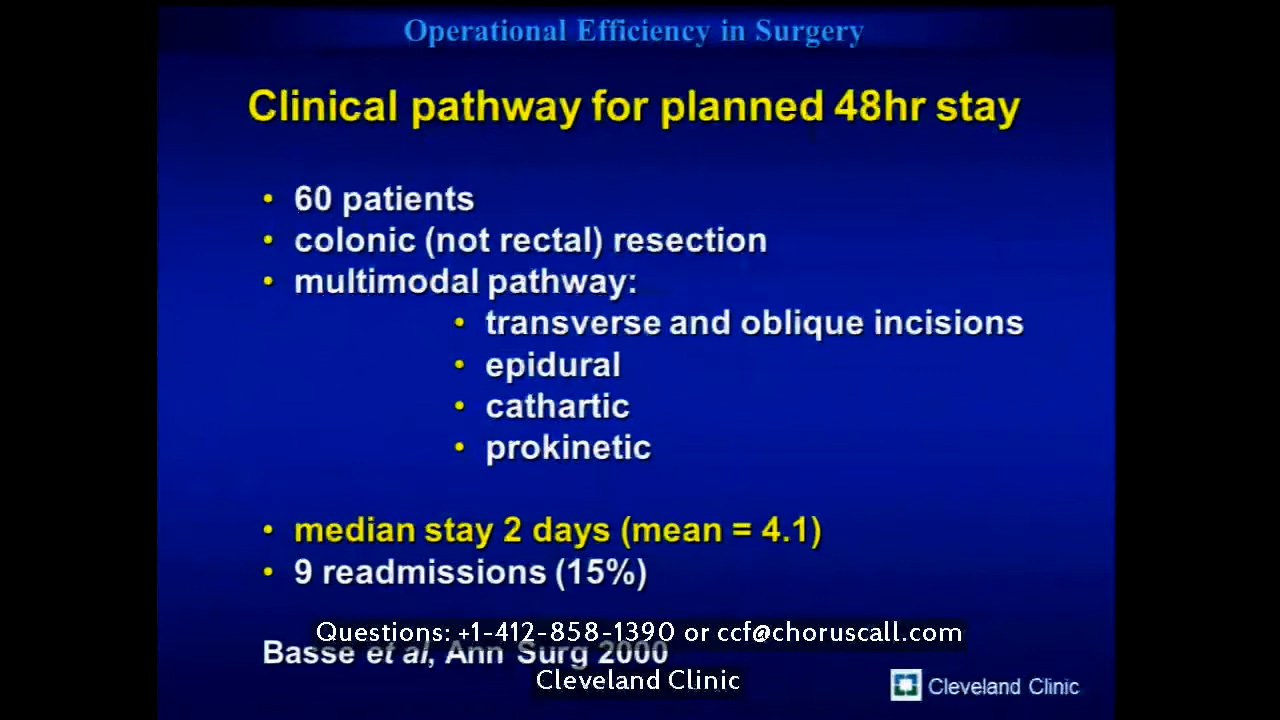 Operational Efficiency in Surgery
Clinical pathway for planned 48hr stay
• 60 patients
• colonic (not rectal) resection
• multimodal pathway:
• transverse and oblique incisions
• epidural
• cathartic
• prokinetic
• median stay 2 days (mean = 4.1)
• 9 readmissions (15%)
Questions: +1-412-858-1390 or ccf@choruscall.com
Basse et al, Ann Surg 2000
Cleveland Clinic
Cleveland Clinic